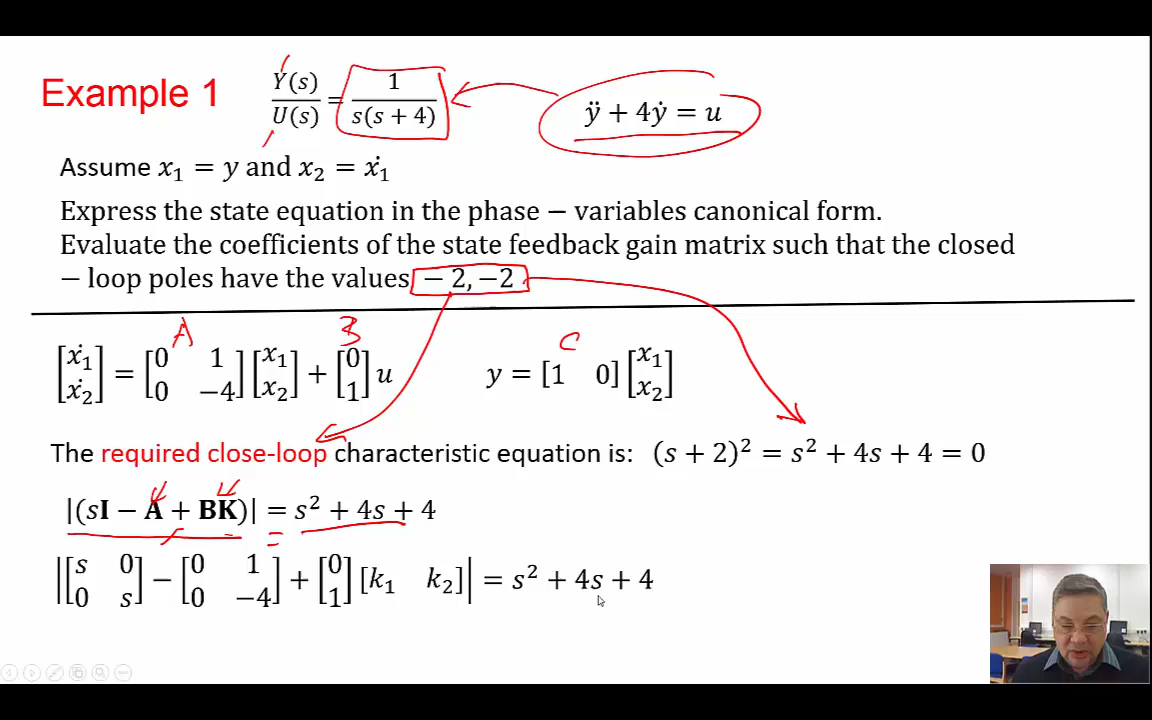 Example 1 Y(s)/U(s) = 1/(s(s + 4)) ÿ + 4ẏ = u
Assume x₁ = y and x₂ = ẋ₁
Express the state equation in the phase − variables canonical form.
Evaluate the coefficients of the state feedback gain matrix such that the closed
− loop poles have the values − 2, −2
A B C
[ẋ₁; ẋ₂] = [0 1; 0 −4] [x₁; x₂] + [0; 1] u y = [1 0] [x₁; x₂]
The required close-loop characteristic equation is: (s + 2)² = s² + 4s + 4 = 0
|(sI − A + BK)| = s² + 4s + 4
|[s 0; 0 s] − [0 1; 0 −4] + [0; 1] [k₁ k₂]| = s² + 4s + 4